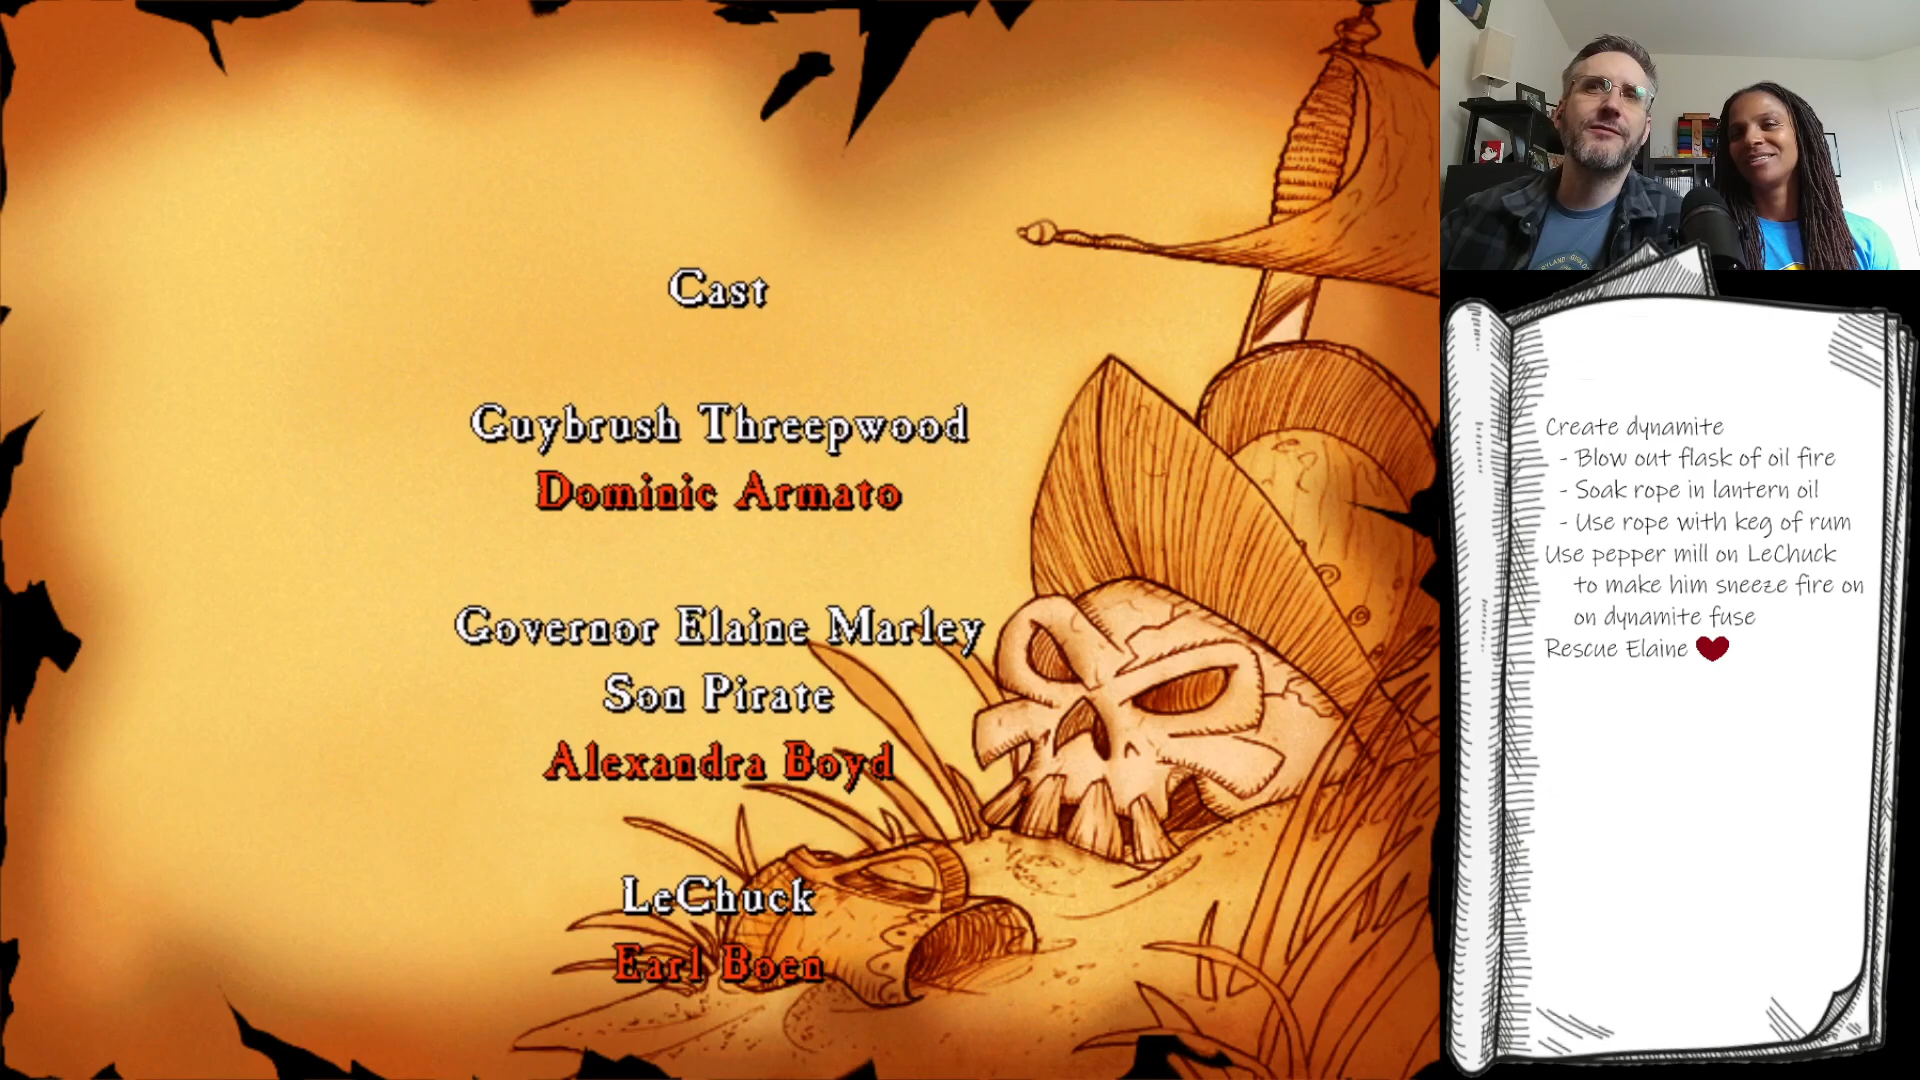 Cast
Guybrush Threepwood
Dominic Armato
Governor Elaine Marley
Son Pirate
Alexandra Boyd
LeChuck
Earl Boen
Create dynamite
- Blow out flask of oil fire
- Soak rope in lantern oil
- Use rope with keg of rum
Use pepper mill on LeChuck
to make him sneeze fire on
on dynamite fuse
Rescue Elaine